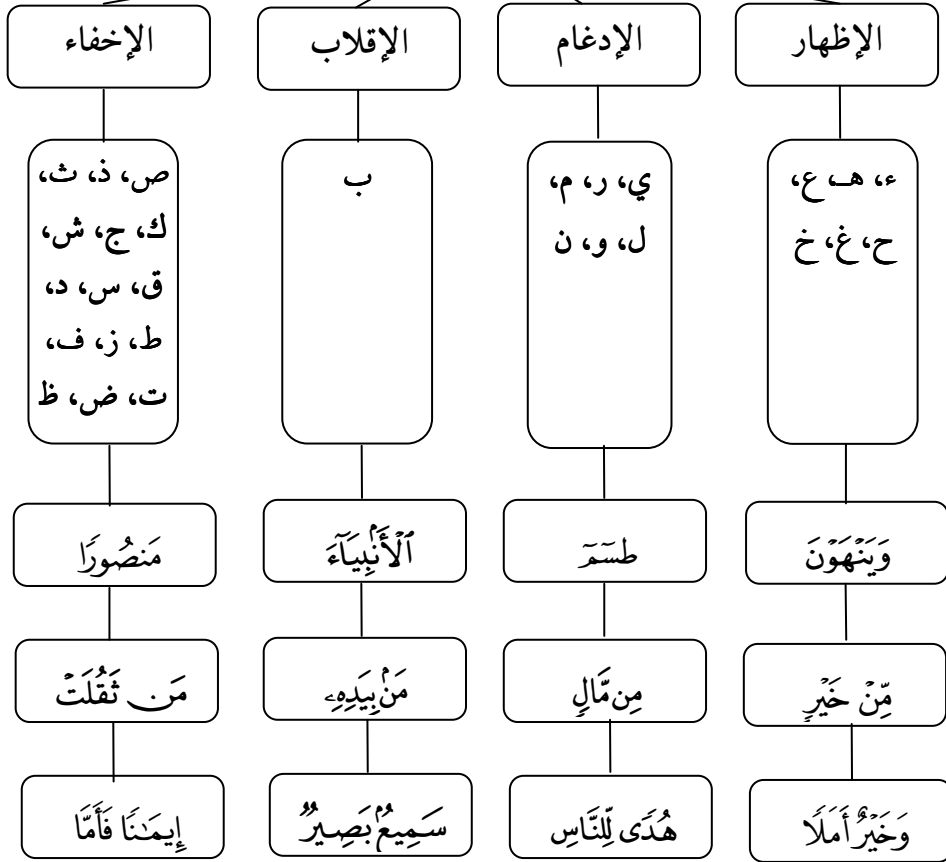 الإظهار
الإدغام
الإقلاب
الإخفاء
ء، هـ، ع،
ح، غ، خ
ي، ر، م،
ل، و، ن
ب
ص، ذ، ث،
ك، ج، ش،
ق، س، د،
ط، ز، ف،
ت، ض، ظ
وَيَنۡهَوۡنَ
طسٓمٓ
ٱلۡأَنۢبِيَآءَ
مَنصُورٗا
مِّنۡ خَيۡرٖ
مِن مَّالٖ
مَنۢ بِيَدِهِۦ
مَن ثَقُلَتۡ
وَخَيۡرٌ أَمَلٗا
هُدٗى لِّلنَّاسِ
سَمِيعُۢ بَصِيرٞ
إِيمَٰنٗا فَأَمَّا